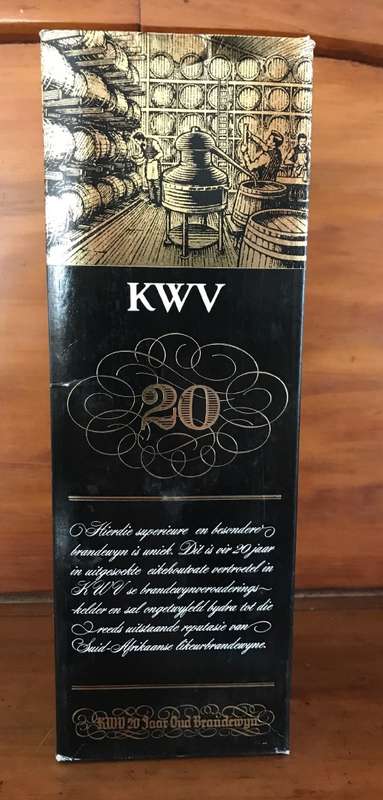 KWV
20
Hierdie superieure en besondere
brandewyn is uniek. Dit is vir 20 jaar
in uitgesoekte eikehoutvate vertroetel in
KWV se brandewynverouderings-
kelder en sal ongetwyfeld bydra tot die
reeds uitstaande reputasie van
Suid-Afrikaanse likeurbrandewyne.
KWV 20 Jaar Oud Brandewyn